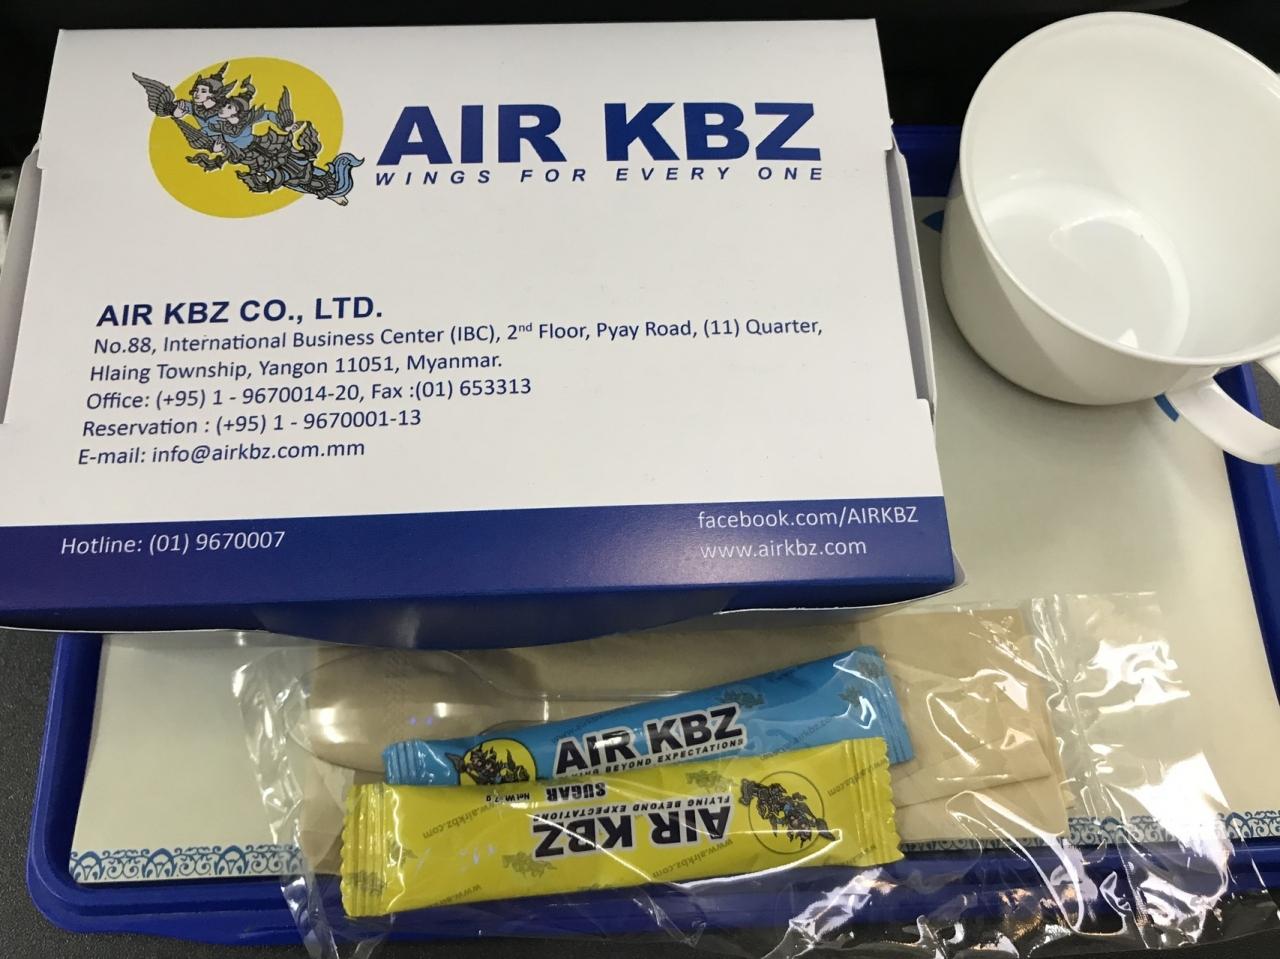 AIR KBZ
WINGS FOR EVERY ONE
AIR KBZ CO., LTD.
No.88, International Business Center (IBC), 2nd Floor, Pyay Road, (11) Quarter,
Hlaing Township, Yangon 11051, Myanmar.
Office: (+95) 1 - 9670014-20, Fax :(01) 653313
Reservation : (+95) 1 - 9670001-13
E-mail: info@airkbz.com.mm
Hotline: (01) 9670007
facebook.com/AIRKBZ
www.airkbz.com
AIR KBZ
BEYOND EXPECTATIONS
AIR KBZ
FLYING BEYOND EXPECTATIONS
SUGAR
www.airkbz.com
www.airkbz.com